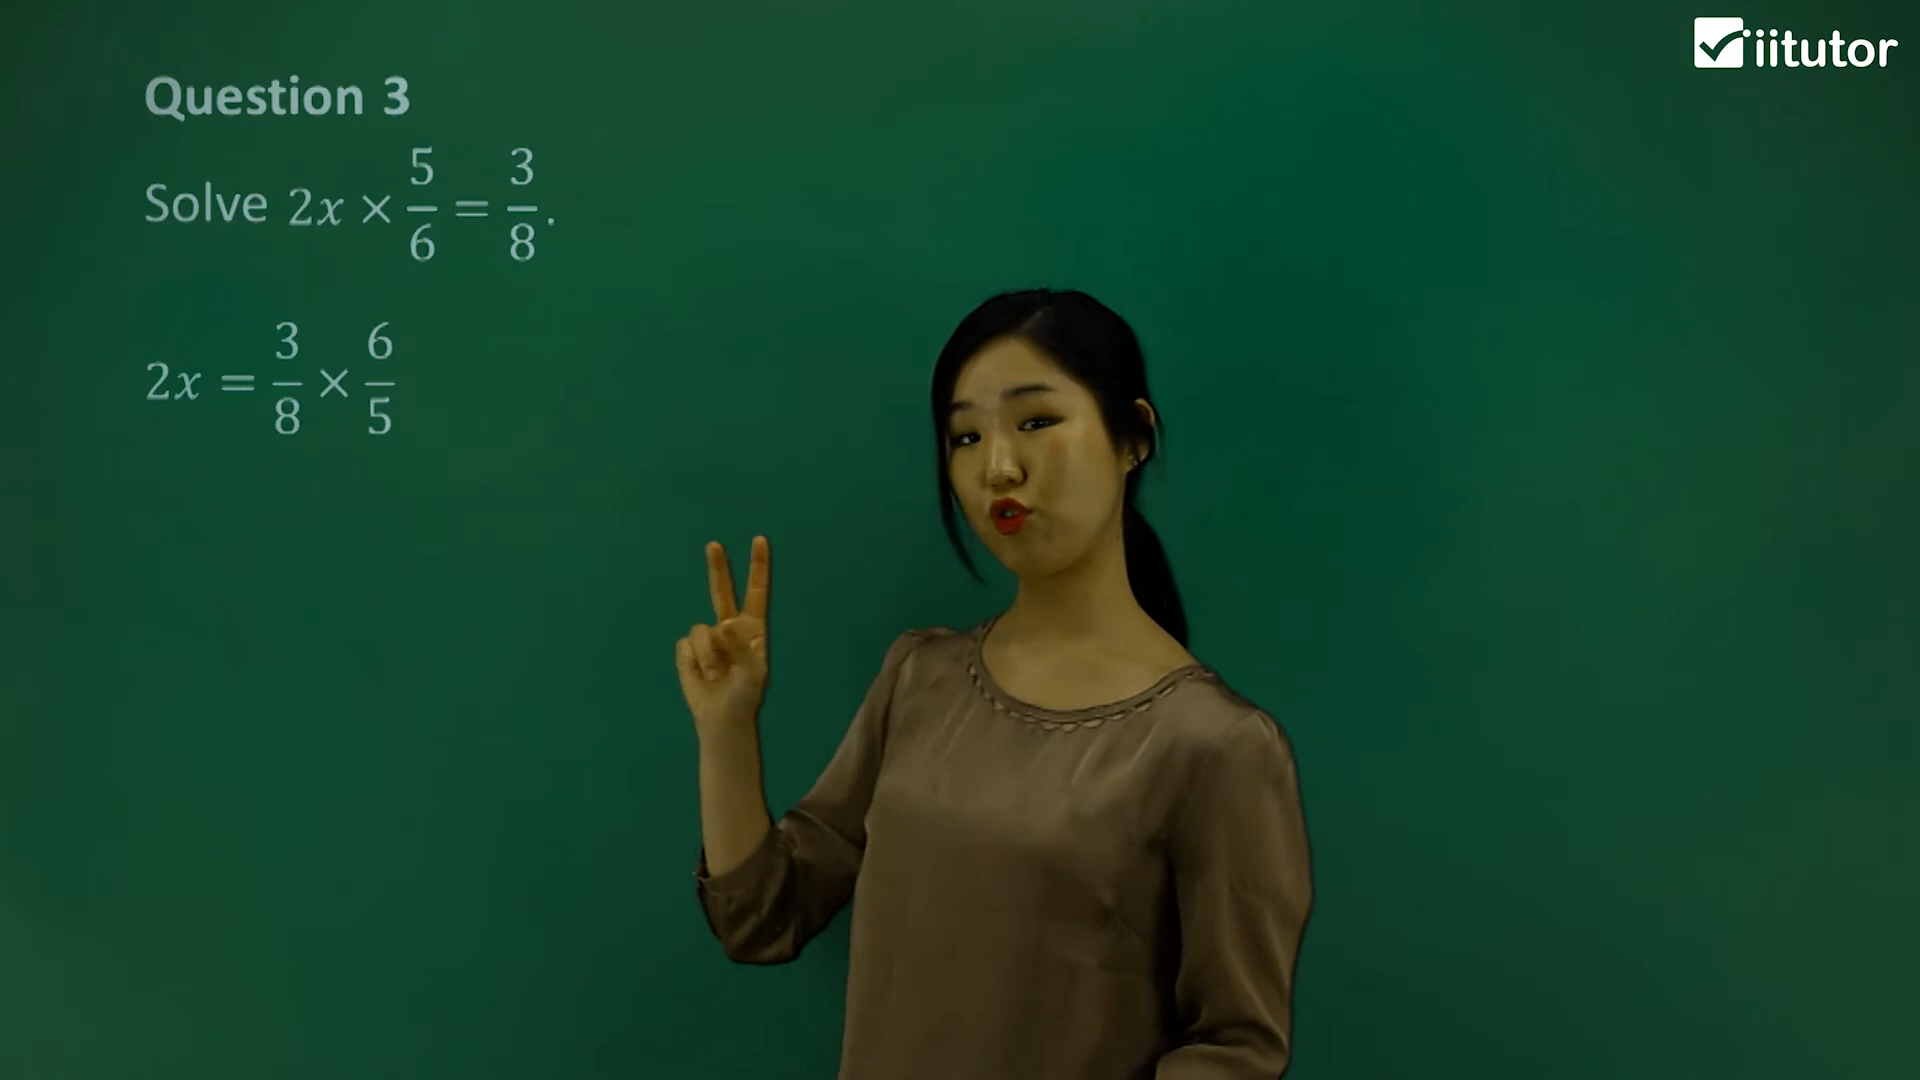 iitutor
Question 3
Solve 2x × 5/6 = 3/8.
2x = 3/8 × 6/5